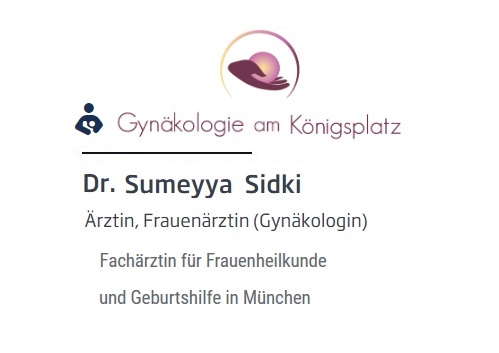 Gynäkologie am Königsplatz
Dr. Sumeyya Sidki
Ärztin, Frauenärztin (Gynäkologin)
Fachärztin für Frauenheilkunde
und Geburtshilfe in München